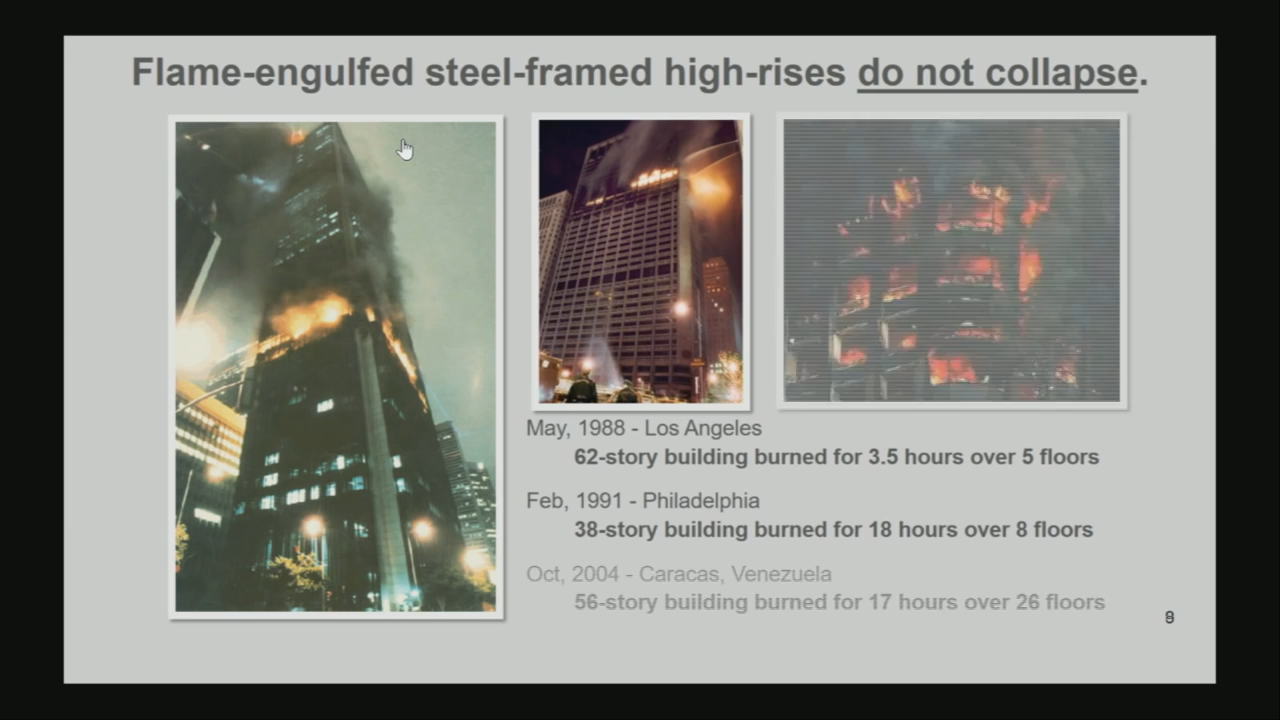 Flame-engulfed steel-framed high-rises do not collapse.
May, 1988 - Los Angeles
62-story building burned for 3.5 hours over 5 floors
Feb, 1991 - Philadelphia
38-story building burned for 18 hours over 8 floors
Oct, 2004 - Caracas, Venezuela
56-story building burned for 17 hours over 26 floors